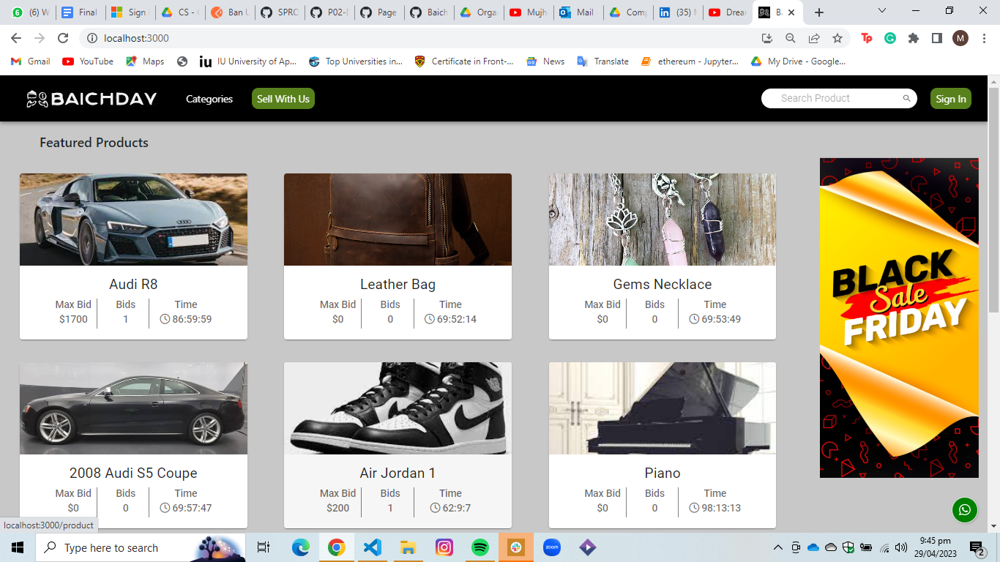 (6) W
Final
Sign
CS - 
Ban U
SPRC
P02-E
Page
Baich
Orga
Mujh
Mail
Comp
(35) M
Drear
Ba
localhost:3000
M
Gmail
YouTube
Maps
iu IU University of Ap...
Top Universities in...
Certificate in Front-...
News
Translate
ethereum - Jupyter...
My Drive - Google...
BAICHDAY
Categories
Sell With Us
Search Product
Sign In
Featured Products
Audi R8
Max Bid Bids Time
$1700 1 86:59:59
Leather Bag
Max Bid Bids Time
$0 0 69:52:14
Gems Necklace
Max Bid Bids Time
$0 0 69:53:49
BLACK
Sale
FRIDAY
2008 Audi S5 Coupe
Max Bid Bids Time
$0 0 69:57:47
Air Jordan 1
Max Bid Bids Time
$200 1 62:9:7
Piano
Max Bid Bids Time
$0 0 98:13:13
localhost:3000/product
Type here to search
zoom
9:45 pm
29/04/2023
2